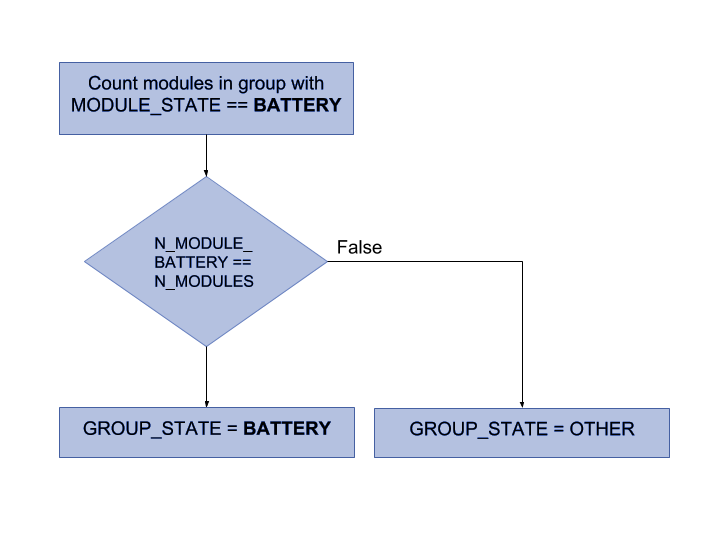 Count modules in group with
MODULE_STATE == BATTERY
N_MODULE_
BATTERY ==
N_MODULES
False
GROUP_STATE = BATTERY
GROUP_STATE = OTHER